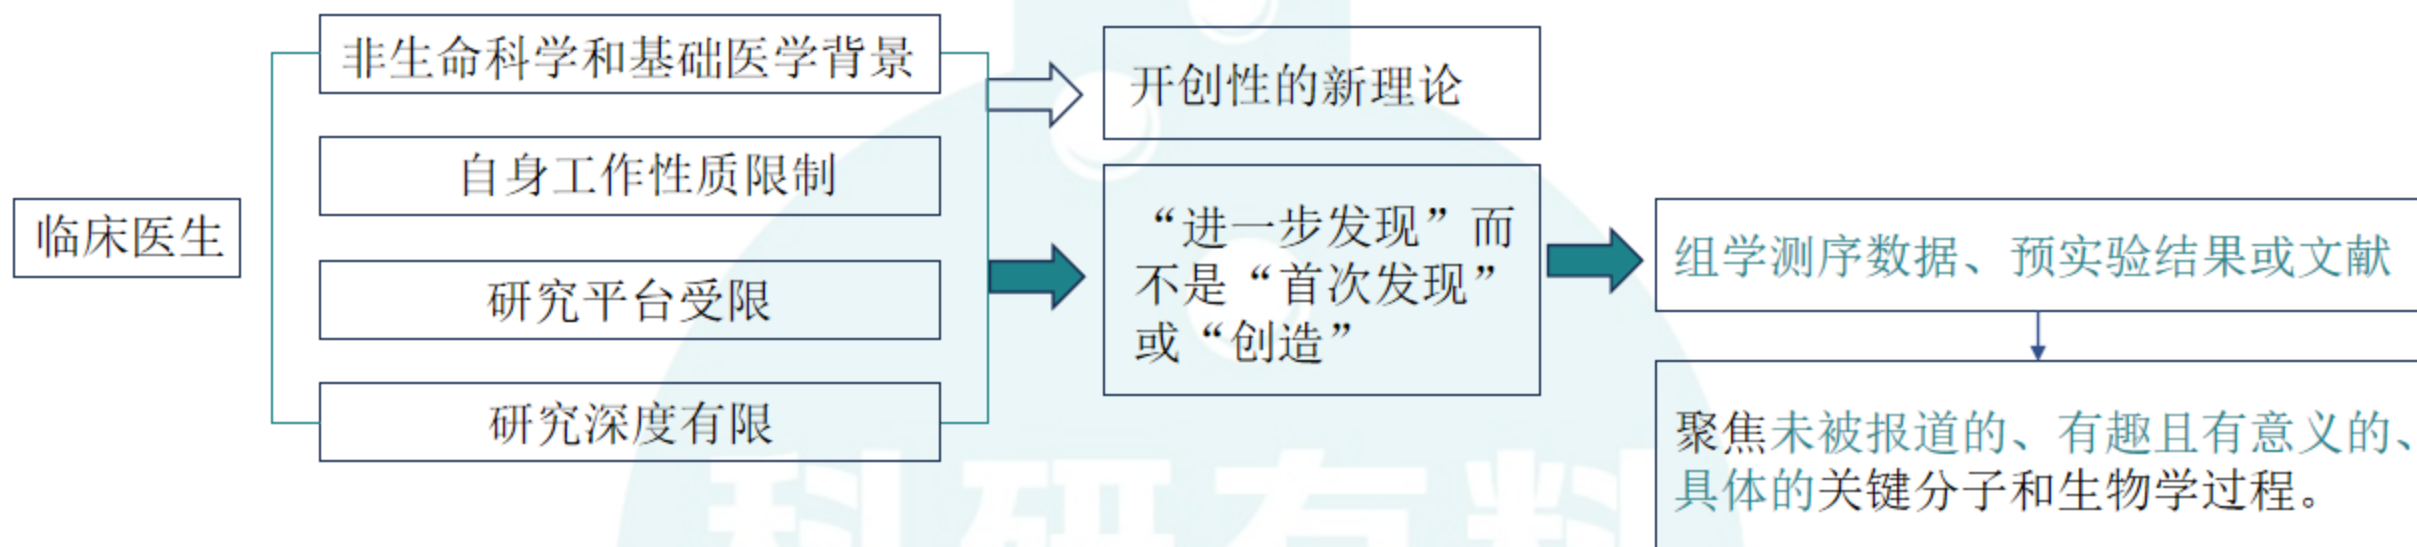 临床医生
非生命科学和基础医学背景
自身工作性质限制
研究平台受限
研究深度有限
开创性的新理论
“进一步发现”而
不是“首次发现”
或“创造”
组学测序数据、预实验结果或文献
聚焦未被报道的、有趣且有意义的、
具体的关键分子和生物学过程。
科研有料